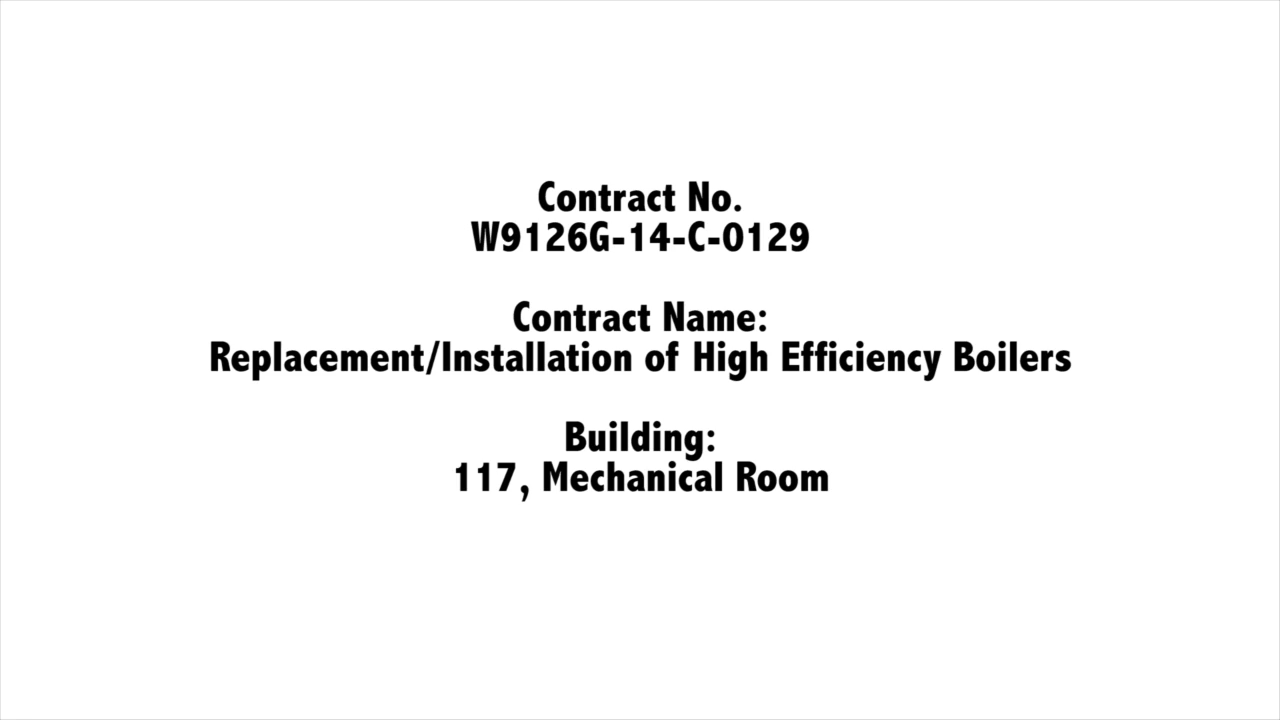 Contract No.
W9126G-14-C-0129
Contract Name:
Replacement/Installation of High Efficiency Boilers
Building:
117, Mechanical Room